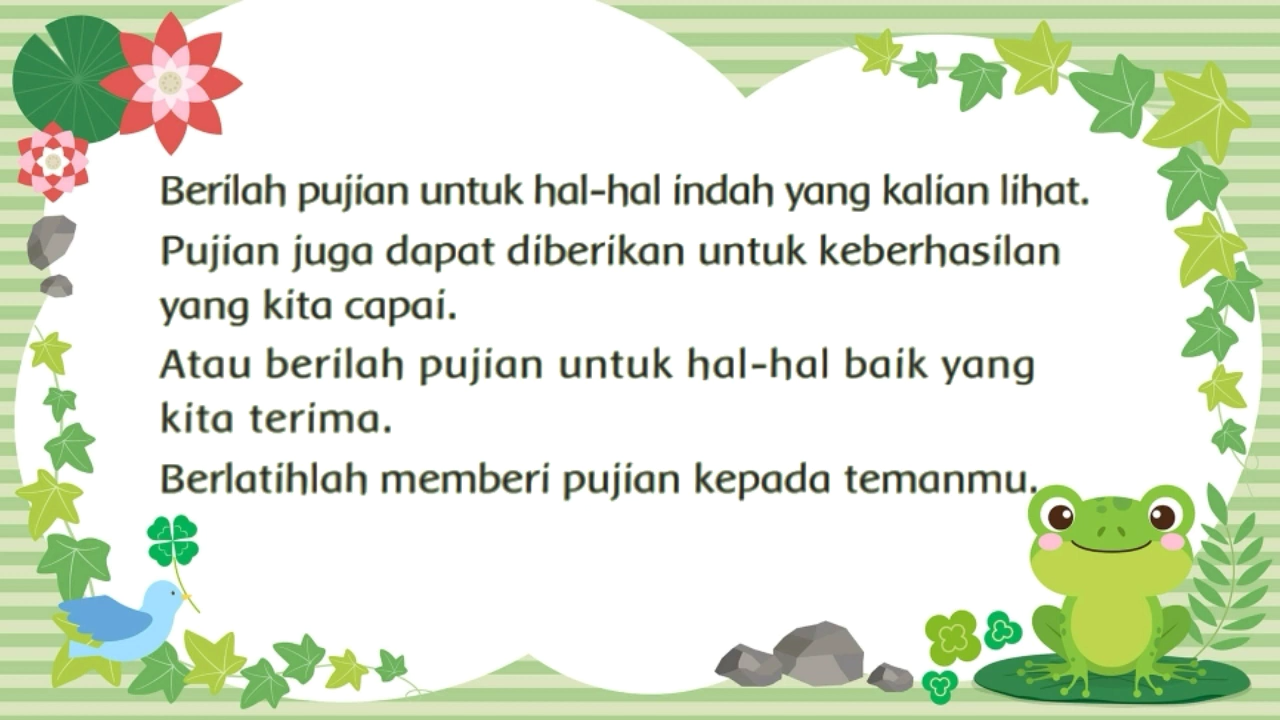 Berilah pujian untuk hal-hal indah yang kalian lihat.
Pujian juga dapat diberikan untuk keberhasilan
yang kita capai.
Atau berilah pujian untuk hal-hal baik yang
kita terima.
Berlatihlah memberi pujian kepada temanmu.